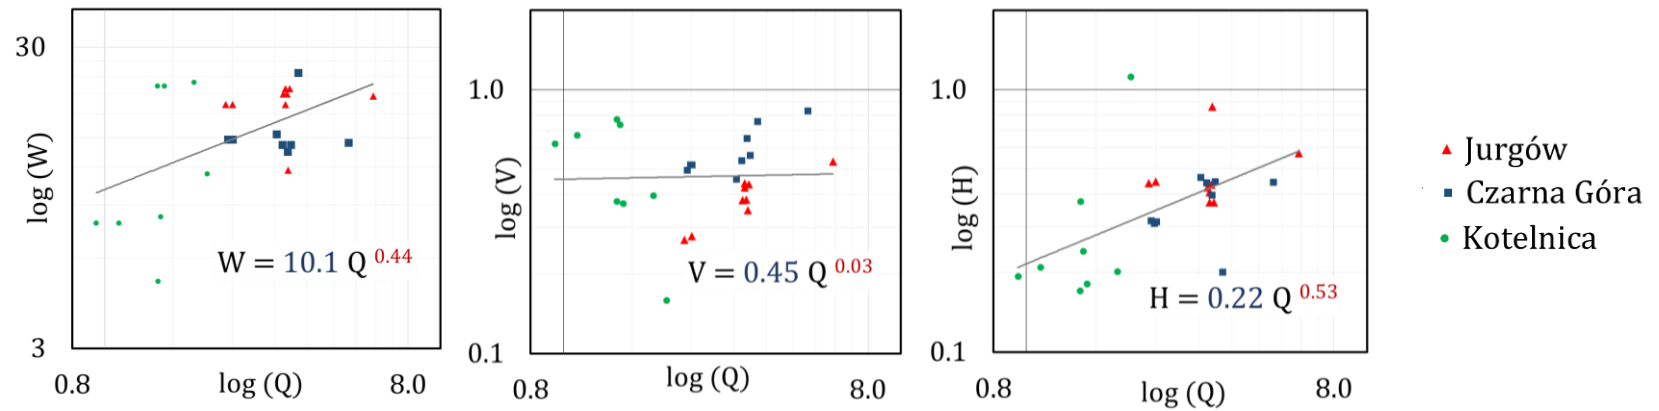 30
log (W)
W = 10.1 Q 0.44
3
0.8
log (Q)
8.0
1.0
log (V)
V = 0.45 Q 0.03
0.1
0.8
log (Q)
8.0
1.0
log (H)
H = 0.22 Q 0.53
0.1
0.8
log (Q)
8.0
Jurgów
Czarna Góra
Kotelnica